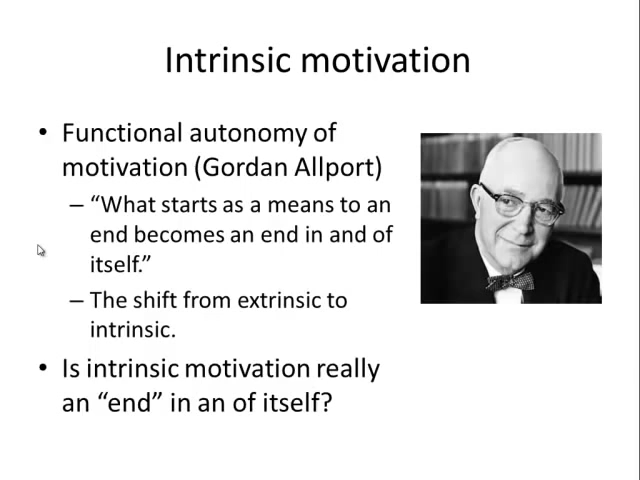 Intrinsic motivation
• Functional autonomy of
motivation (Gordan Allport)
– “What starts as a means to an
end becomes an end in and of
itself.”
– The shift from extrinsic to
intrinsic.
• Is intrinsic motivation really
an “end” in an of itself?